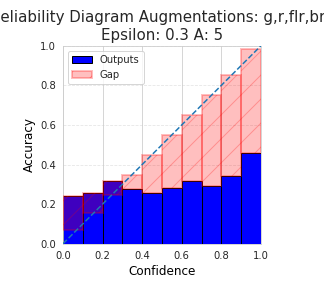 eliability Diagram Augmentations: g,r,flr,br
Epsilon: 0.3 A: 5
1.0
0.8
0.6
0.4
0.2
0.0
Accuracy
Outputs
Gap
0.0 0.2 0.4 0.6 0.8 1.0
Confidence